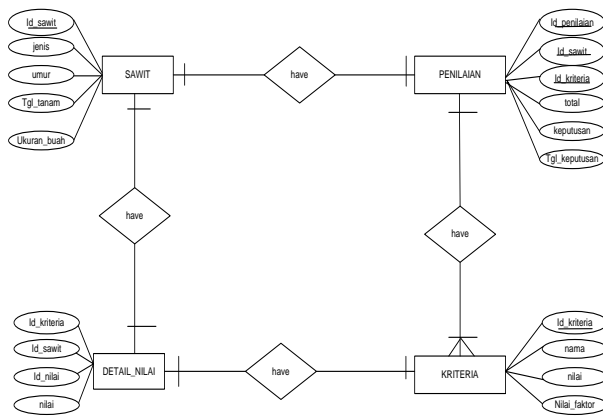 Id_sawit
jenis
umur
Tgl_tanam
Ukuran_buah
SAWIT
have
PENILAIAN
Id_penilaian
Id_sawit
Id_kriteria
total
keputusan
Tgl_keputusan
have
have
Id_kriteria
Id_sawit
Id_nilai
nilai
DETAIL_NILAI
have
KRITERIA
Id_kriteria
nama
nilai
Nilai_faktor